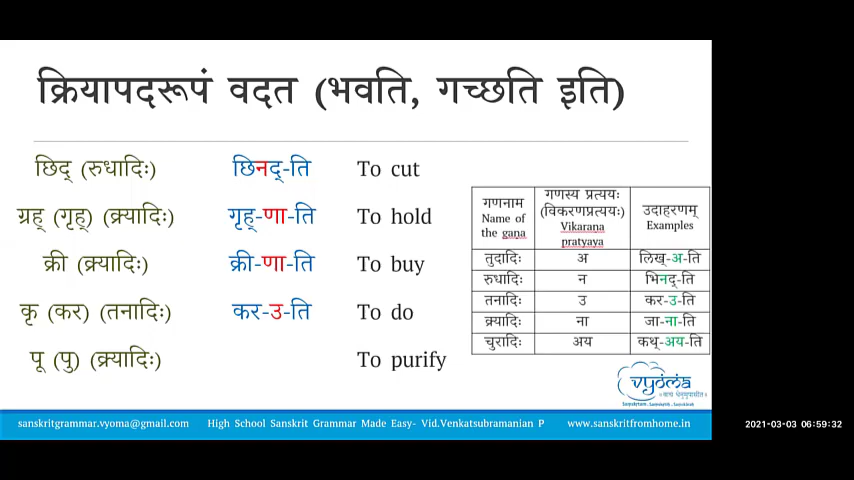 क्रियापदरूपं वदत (भवति, गच्छति इति)
छिद् (रुधादिः) छिनद्-ति To cut
ग्रह् (गृह्) (क्र्यादिः) गृह्-णा-ति To hold
क्री (क्र्यादिः) क्री-णा-ति To buy
कृ (कर) (तनादिः) कर-उ-ति To do
पू (पु) (क्र्यादिः) To purify
गणनाम Name of the gana गणस्य प्रत्ययः (विकरणप्रत्ययः) Vikarana pratyaya उदाहरणम् Examples
तुदादिः अ लिख्-अ-ति
रुधादिः न भिनद्-ति
तनादिः उ कर-उ-ति
क्र्यादिः ना जा-ना-ति
चुरादिः अय कथ्-अय-ति
vyoma
sanskritgrammar.vyoma@gmail.com High School Sanskrit Grammar Made Easy- Vid.Venkatsubramanian P www.sanskritfromhome.in
2021-03-03 06:59:32